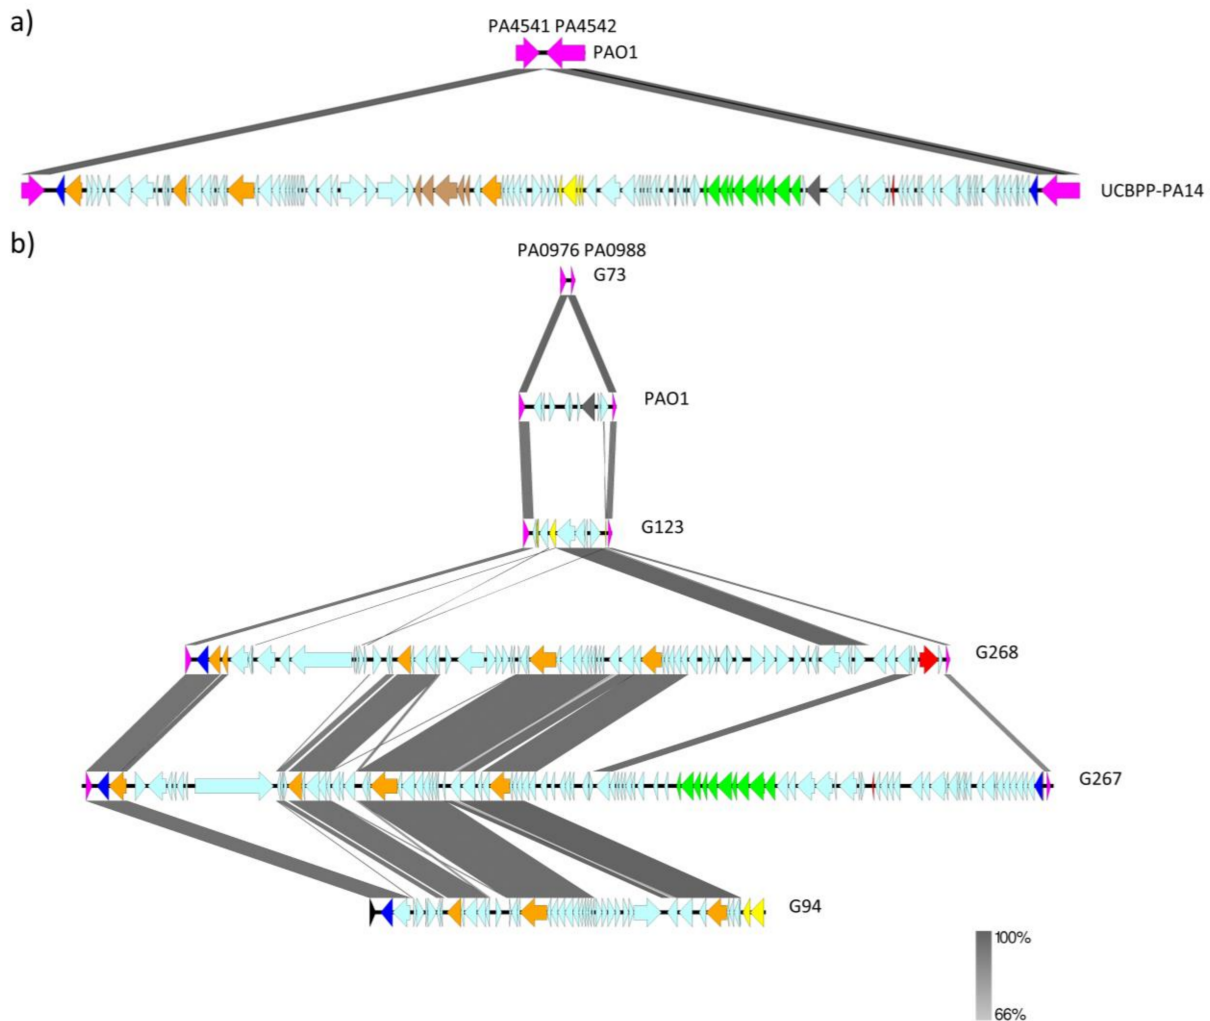 a)
PA4541 PA4542
PAO1
UCBPP-PA14
b)
PA0976 PA0988
G73
PAO1
G123
G268
G267
G94
100%
66%